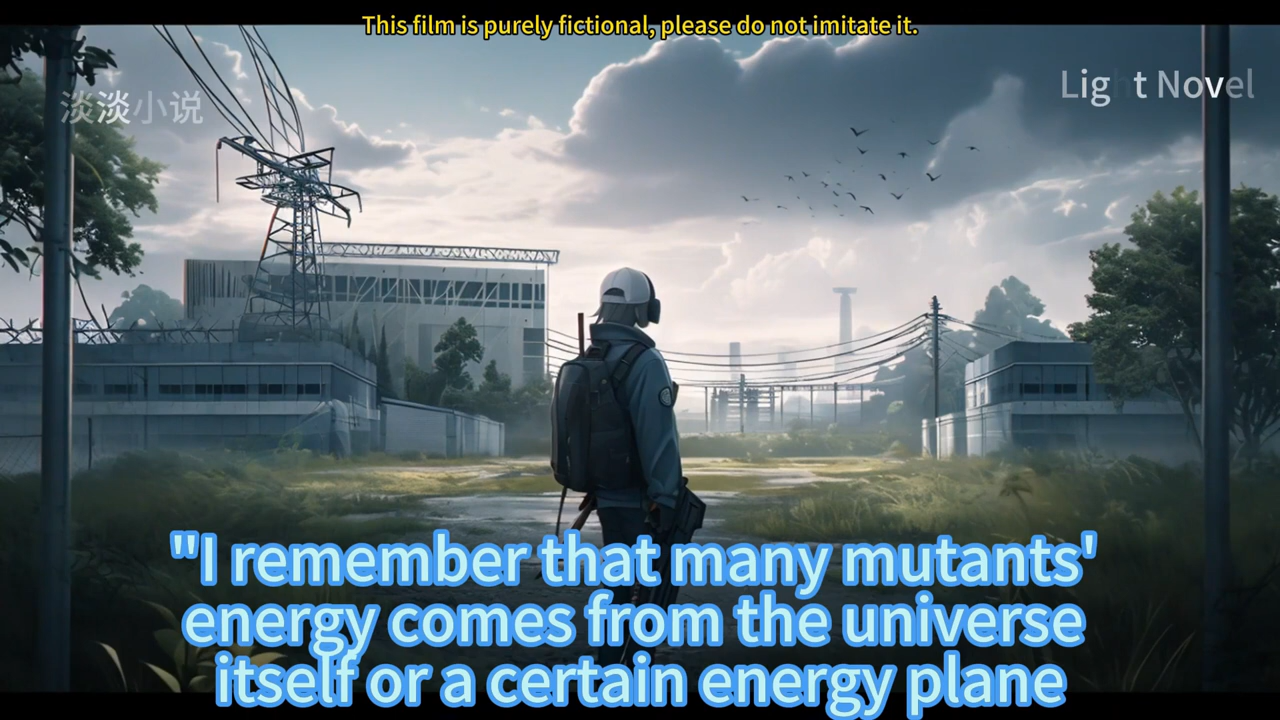 This film is purely fictional, please do not imitate it.
淡淡小说
Light Novel
"I remember that many mutants'
energy comes from the universe
itself or a certain energy plane